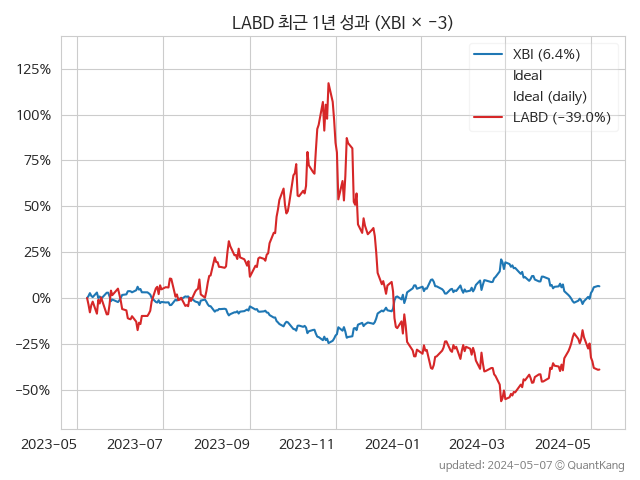 LABD 최근 1년 성과 (XBI × −3)
XBI (6.4%)
Ideal
Ideal (daily)
LABD (−39.0%)
125%
100%
75%
50%
25%
0%
−25%
−50%
2023−05
2023−07
2023−09
2023−11
2024−01
2024−03
2024−05
updated: 2024-05-07 © QuantKang